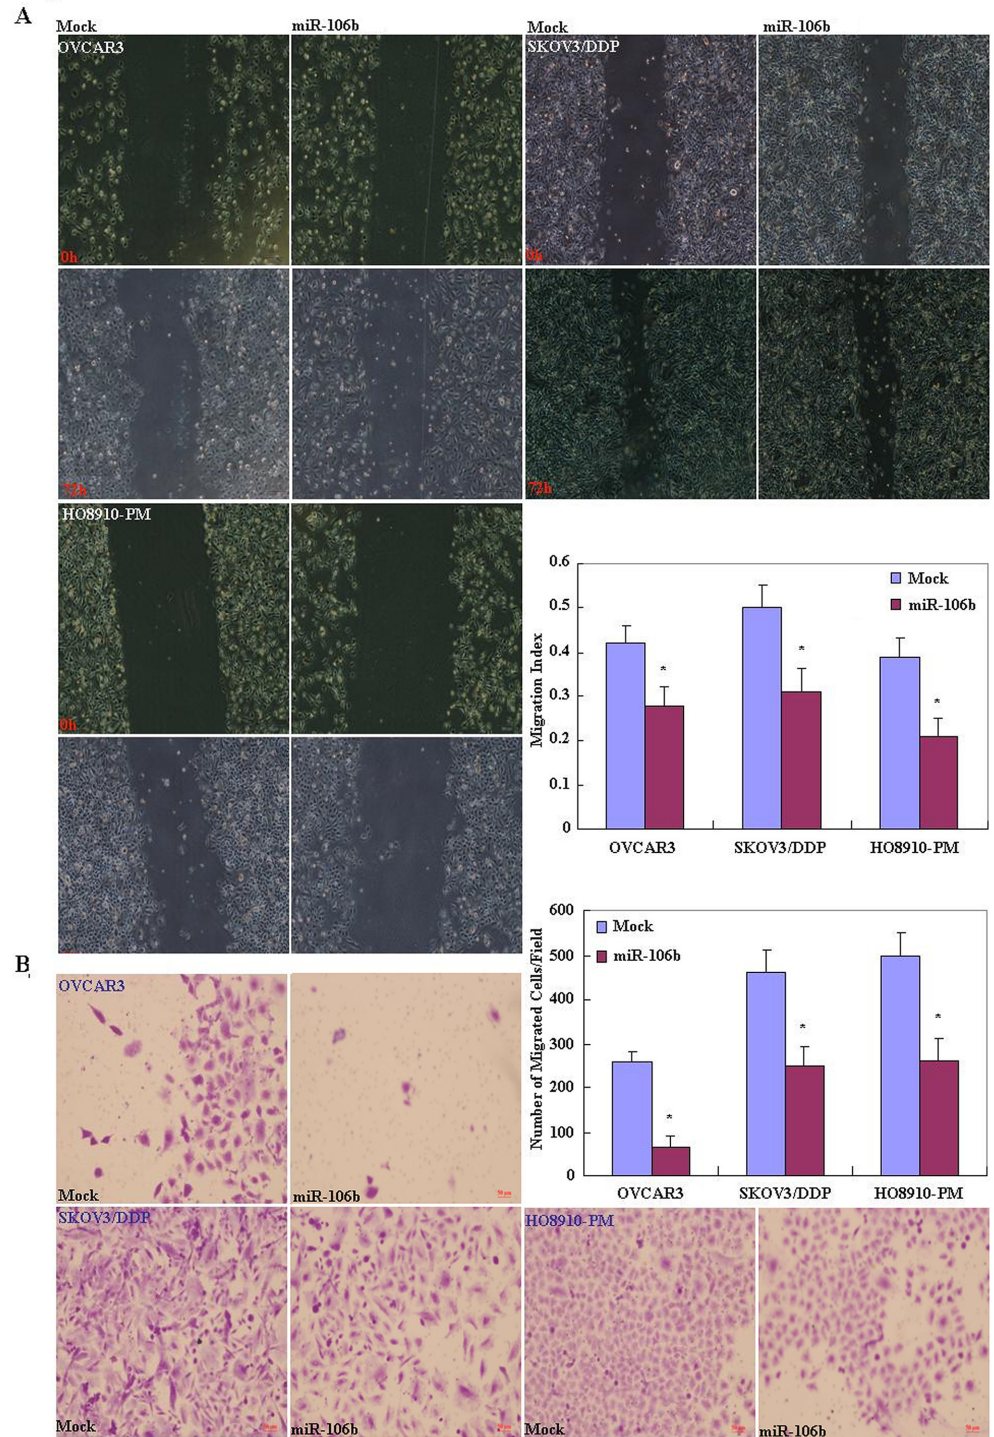 A
Mock
miR-106b
Mock
miR-106b
OVCAR3
SKOV3/DDP
0h
0h
72h
72h
HO8910-PM
0h
0.6
0.5
0.4
0.3
0.2
0.1
0
Migration Index
Mock
miR-106b
*
*
*
OVCAR3
SKOV3/DDP
HO8910-PM
B
OVCAR3
Mock
miR-106b
50 µm
600
500
400
300
200
100
0
Number of Migrated Cells/Field
Mock
miR-106b
*
*
*
OVCAR3
SKOV3/DDP
HO8910-PM
SKOV3/DDP
HO8910-PM
Mock
miR-106b
Mock
miR-106b